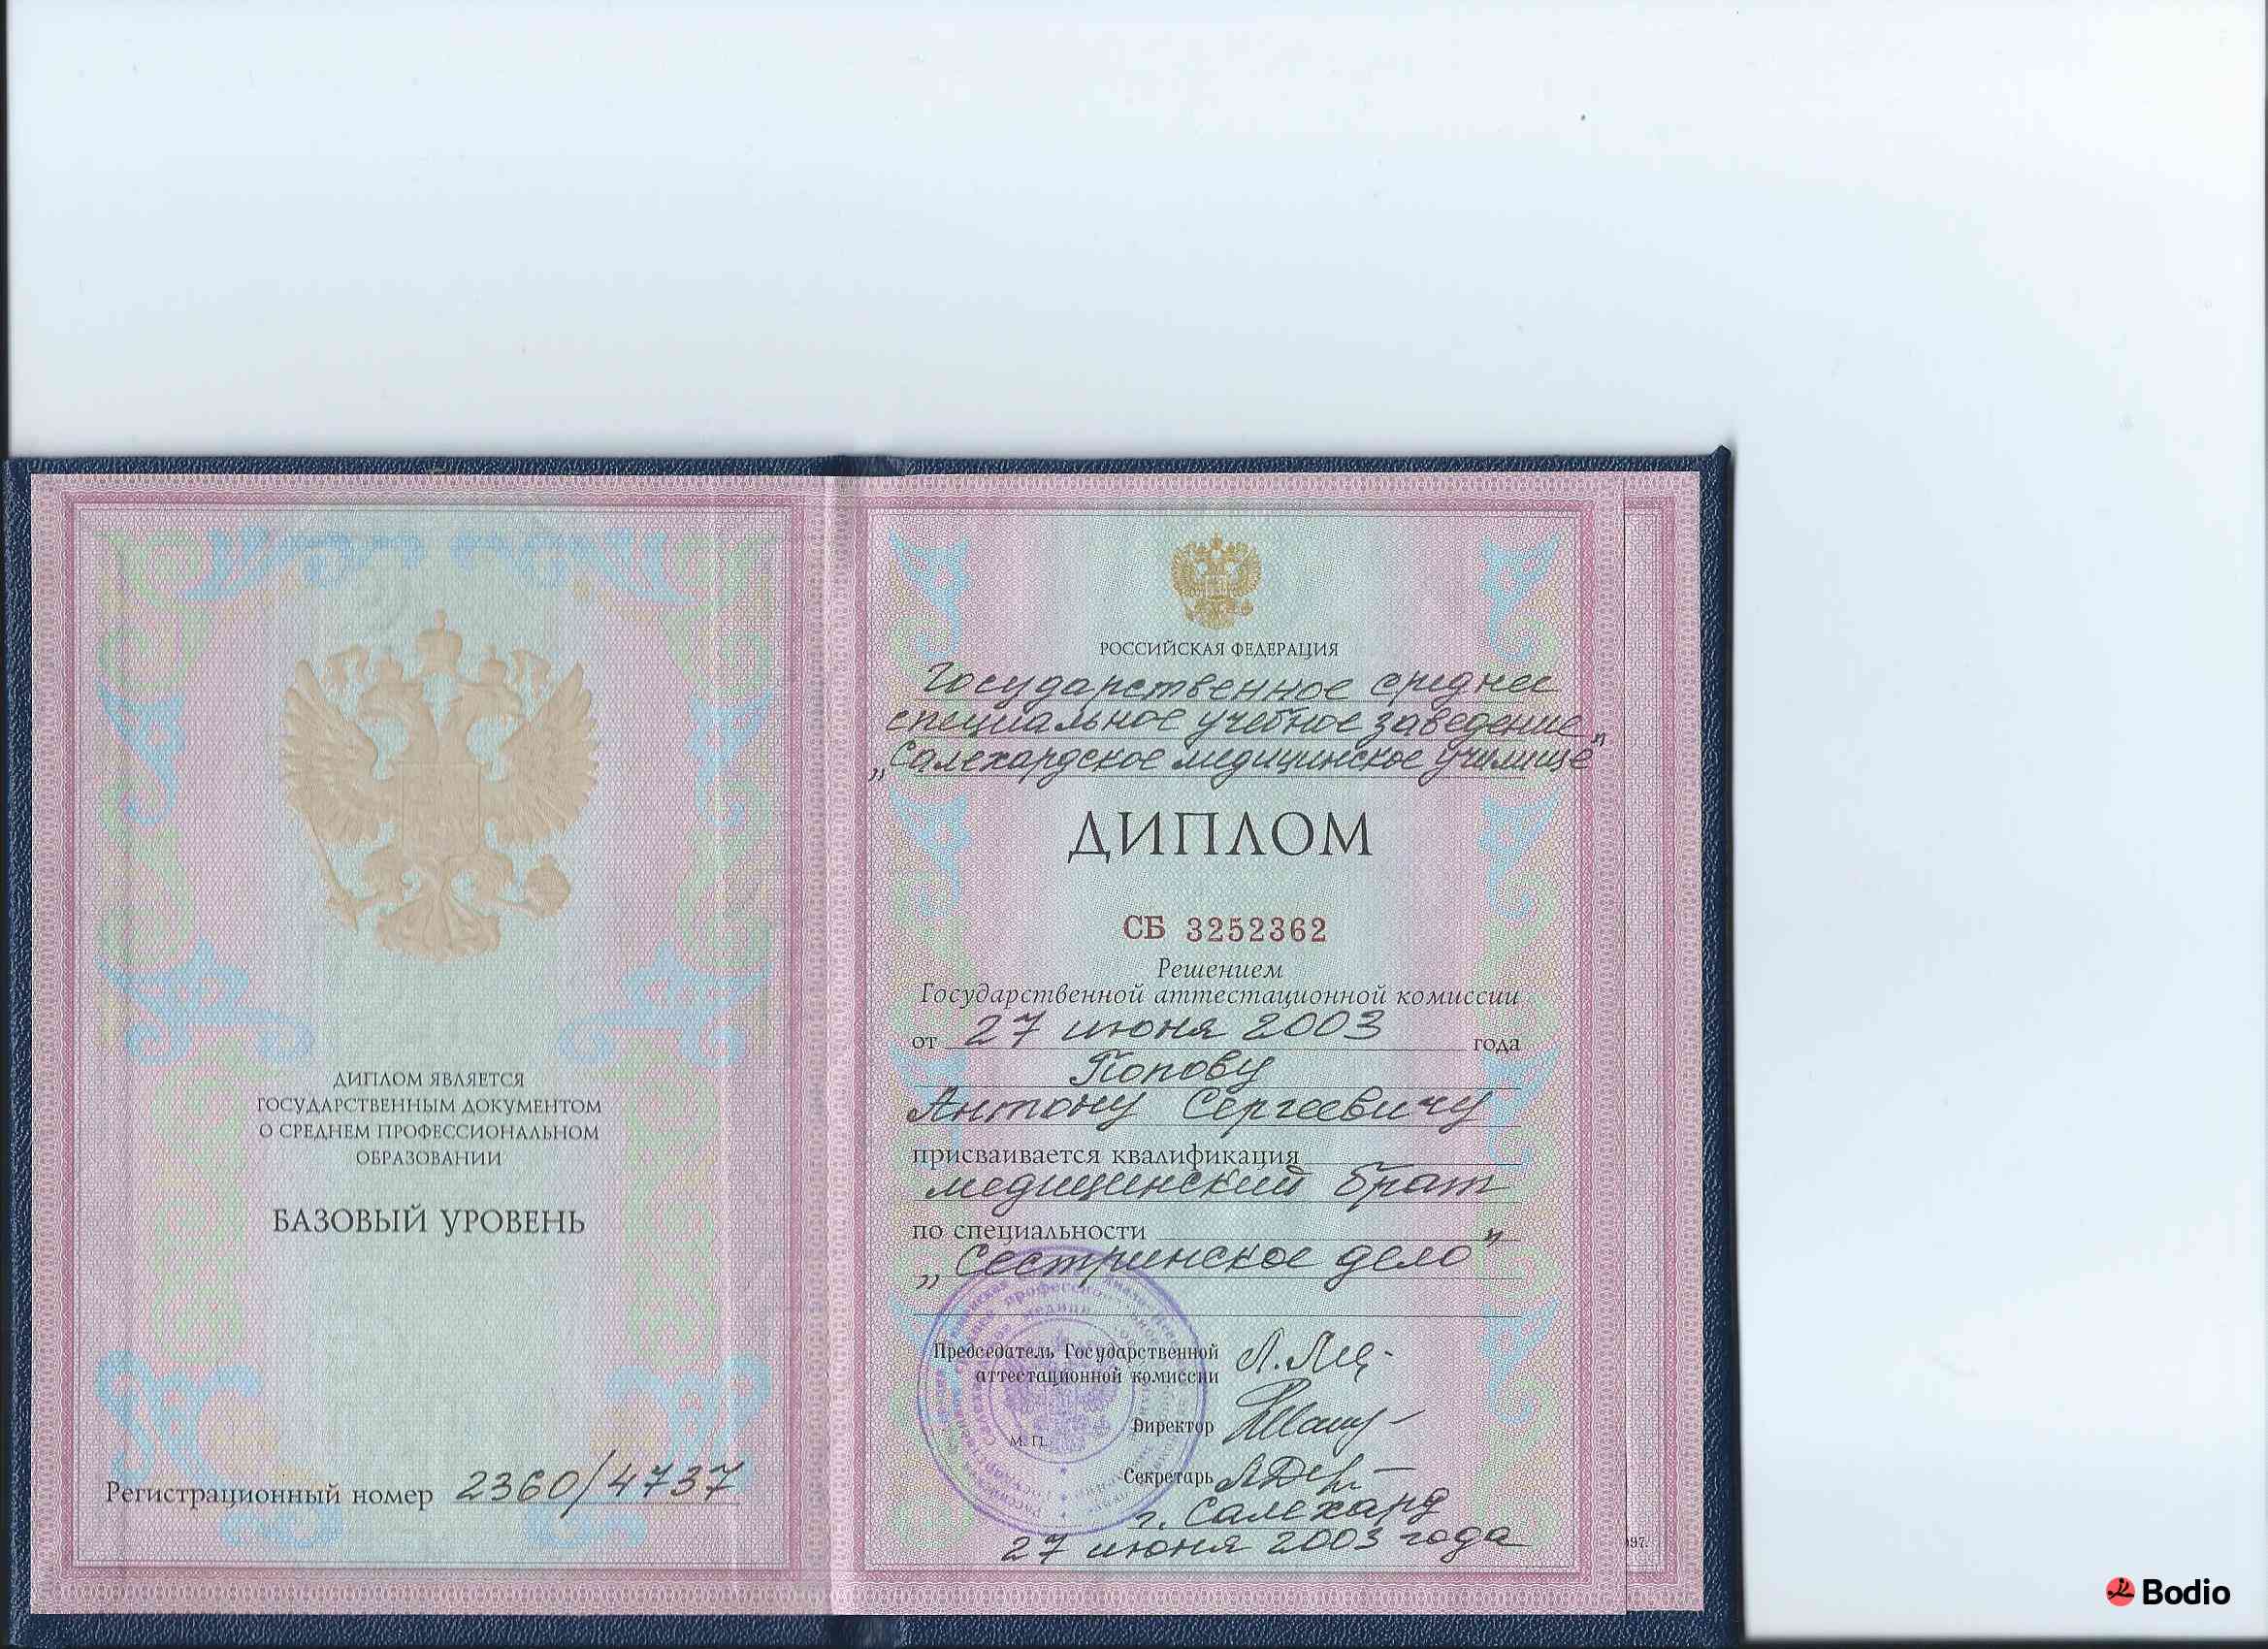 ДИПЛОМ ЯВЛЯЕТСЯ
ГОСУДАРСТВЕННЫМ ДОКУМЕНТОМ
О СРЕДНЕМ ПРОФЕССИОНАЛЬНОМ
ОБРАЗОВАНИИ
БАЗОВЫЙ УРОВЕНЬ
Регистрационный номер 2360/4737
РОССИЙСКАЯ ФЕДЕРАЦИЯ
Государственное среднее
специальное учебное заведение
„Салехардское медицинское училище"
ДИПЛОМ
СБ 3252362
Решением
Государственной аттестационной комиссии
от 27 июня 2003 года
Попову
Антону Сергеевичу
присваивается квалификация
медицинский брат
по специальности
„Сестринское дело"
Председатель Государственной
аттестационной комиссии
Директор
М. П.
Секретарь
г. Салехард
27 июня 2003 года
Bodio